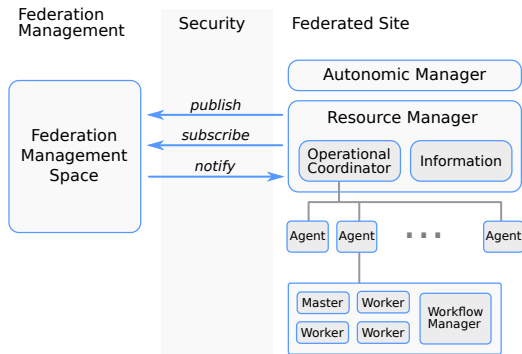 Federation
Management
Security
Federated Site
Autonomic Manager
publish
subscribe
notify
Federation
Management
Space
Resource Manager
Operational
Coordinator
Information
Agent
Agent
...
Agent
Master
Worker
Worker
Worker
Workflow
Manager